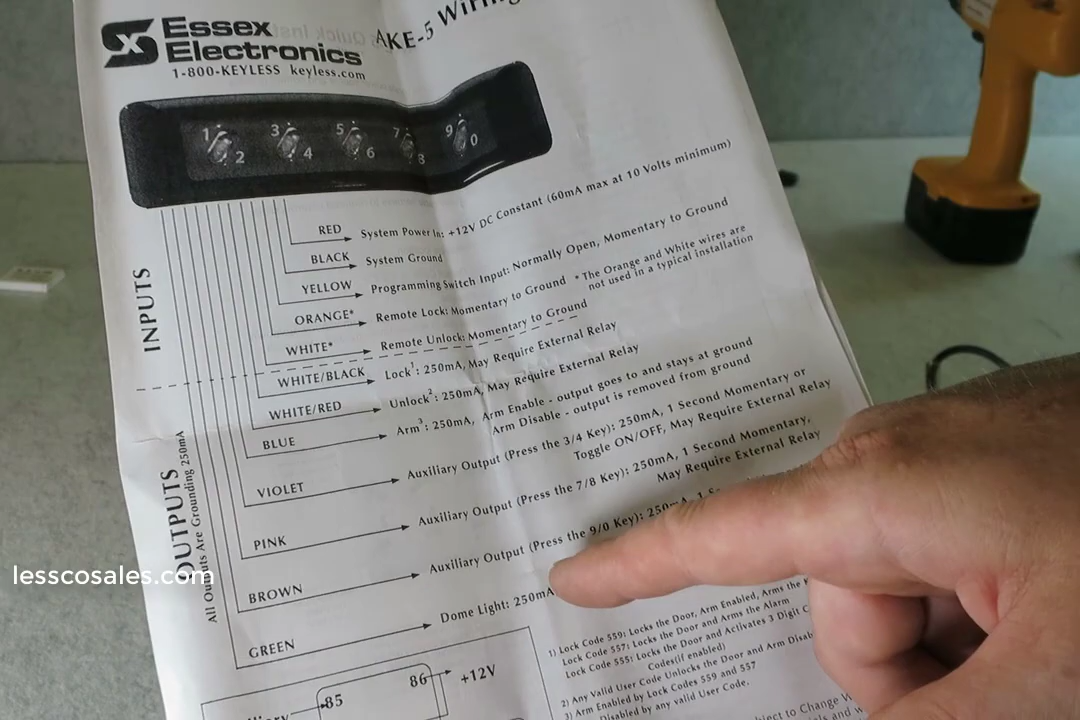 Essex
Electronics
1-800-KEYLESS keyless.com
AKE-5 Wiring
1 2 3 4 5 6 7 8 9 0
INPUTS
RED System Power In: +12V DC Constant (60mA max at 10 Volts minimum)
BLACK System Ground
YELLOW Programming Switch Input: Normally Open, Momentary to Ground
ORANGE* Remote Lock: Momentary to Ground * The Orange and White wires are
not used in a typical installation
WHITE* Remote Unlock: Momentary to Ground
OUTPUTS
All Outputs Are Grounding 250mA
WHITE/BLACK Lock¹: 250mA, May Require External Relay
WHITE/RED Unlock²: 250mA, May Require External Relay
BLUE Arm³: 250mA, Arm Enable - output goes to and stays at ground
Arm Disable - output is removed from ground
VIOLET Auxiliary Output (Press the 3/4 Key): 250mA, 1 Second Momentary or
Toggle ON/OFF, May Require External Relay
PINK Auxiliary Output (Press the 7/8 Key): 250mA, 1 Second Momentary,
May Require External Relay
BROWN Auxiliary Output (Press the 9/0 Key): 250mA, 1
GREEN Dome Light: 250mA
1) Lock Code 559: Locks the Door, Arm Enabled, Arms the
Lock Code 557: Locks the Door and Arms the Alarm
Lock Code 555: Locks the Door and Activates 3 Digit
Codes(if enabled)
2) Any Valid User Code Unlocks the Door and Arm
3) Arm Enabled by Lock Codes 559 and 557
Disabled by any valid User Code.
85
86 +12V
to Change
lesscosales.com